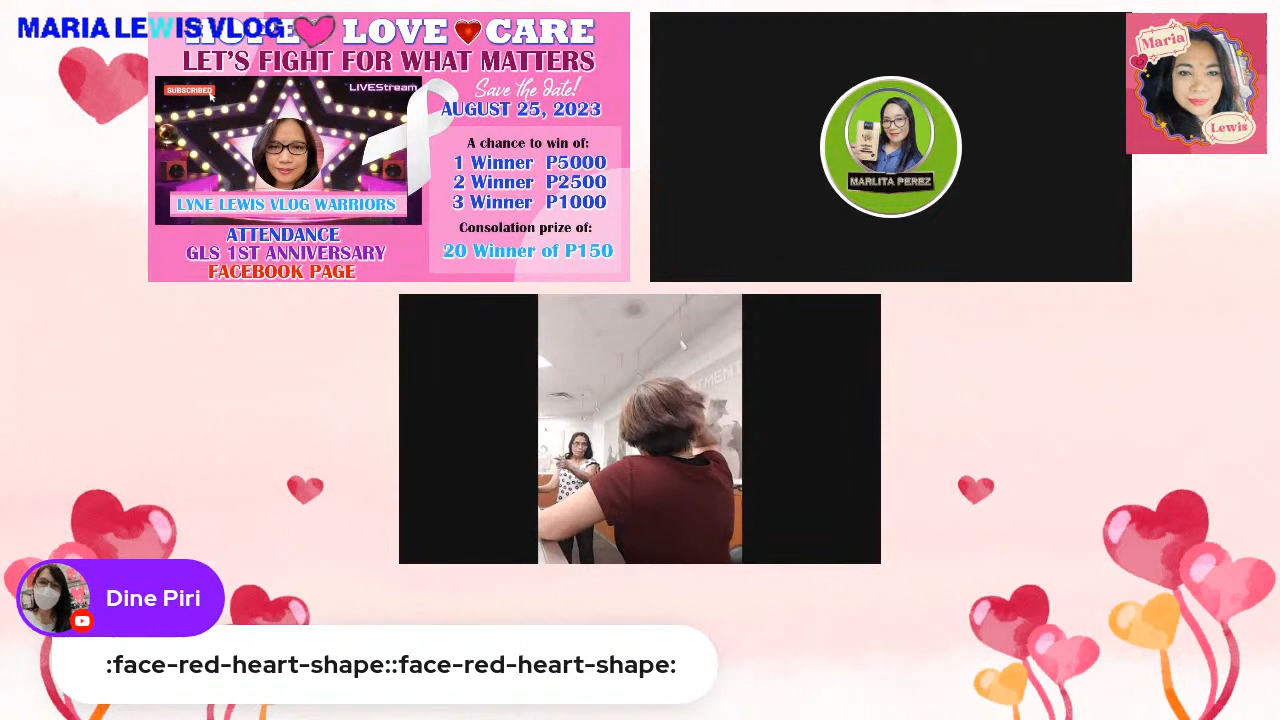 MARIA LEWIS VLOG
HOPE LOVE CARE
LET'S FIGHT FOR WHAT MATTERS
SUBSCRIBED
LIVEStream
Save the date!
AUGUST 25, 2023
A chance to win of:
1 Winner P5000
2 Winner P2500
3 Winner P1000
Consolation prize of:
20 Winner of P150
LYNE LEWIS VLOG WARRIORS
ATTENDANCE
GLS 1ST ANNIVERSARY
FACEBOOK PAGE
MARLITA PEREZ
Maria
Lewis
Dine Piri
:face-red-heart-shape::face-red-heart-shape: